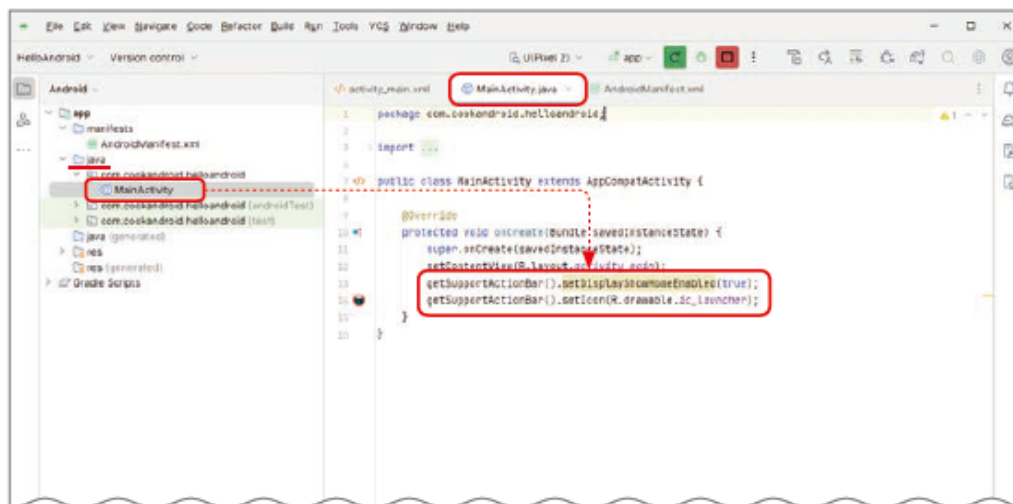 File Edit View Navigate Code Refactor Build Run Tools VCS Window Help
HelloAndroid Version control UI(Pixel 2) app
Android
activity_main.xml MainActivity.java AndroidManifest.xml
app
manifests
AndroidManifest.xml
java
com.cookandroid.helloandroid
MainActivity
com.cookandroid.helloandroid (androidTest)
com.cookandroid.helloandroid (test)
java (generated)
res
res (generated)
Gradle Scripts
1 package com.cookandroid.helloandroid;
2
3 import ...
7 public class MainActivity extends AppCompatActivity {
8
9 @Override
10 protected void onCreate(Bundle savedInstanceState) {
11 super.onCreate(savedInstanceState);
12 setContentView(R.layout.activity_main);
13 getSupportActionBar().setDisplayShowHomeEnabled(true);
14 getSupportActionBar().setIcon(R.drawable.ic_launcher);
15 }
16 }
1